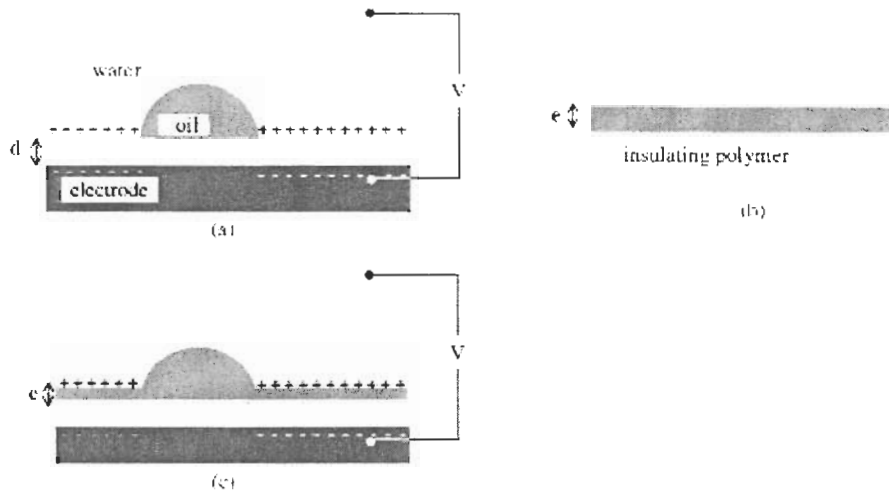 water
V
oil
d
electrode
(a)
e
insulating polymer
(b)
V
e
(c)